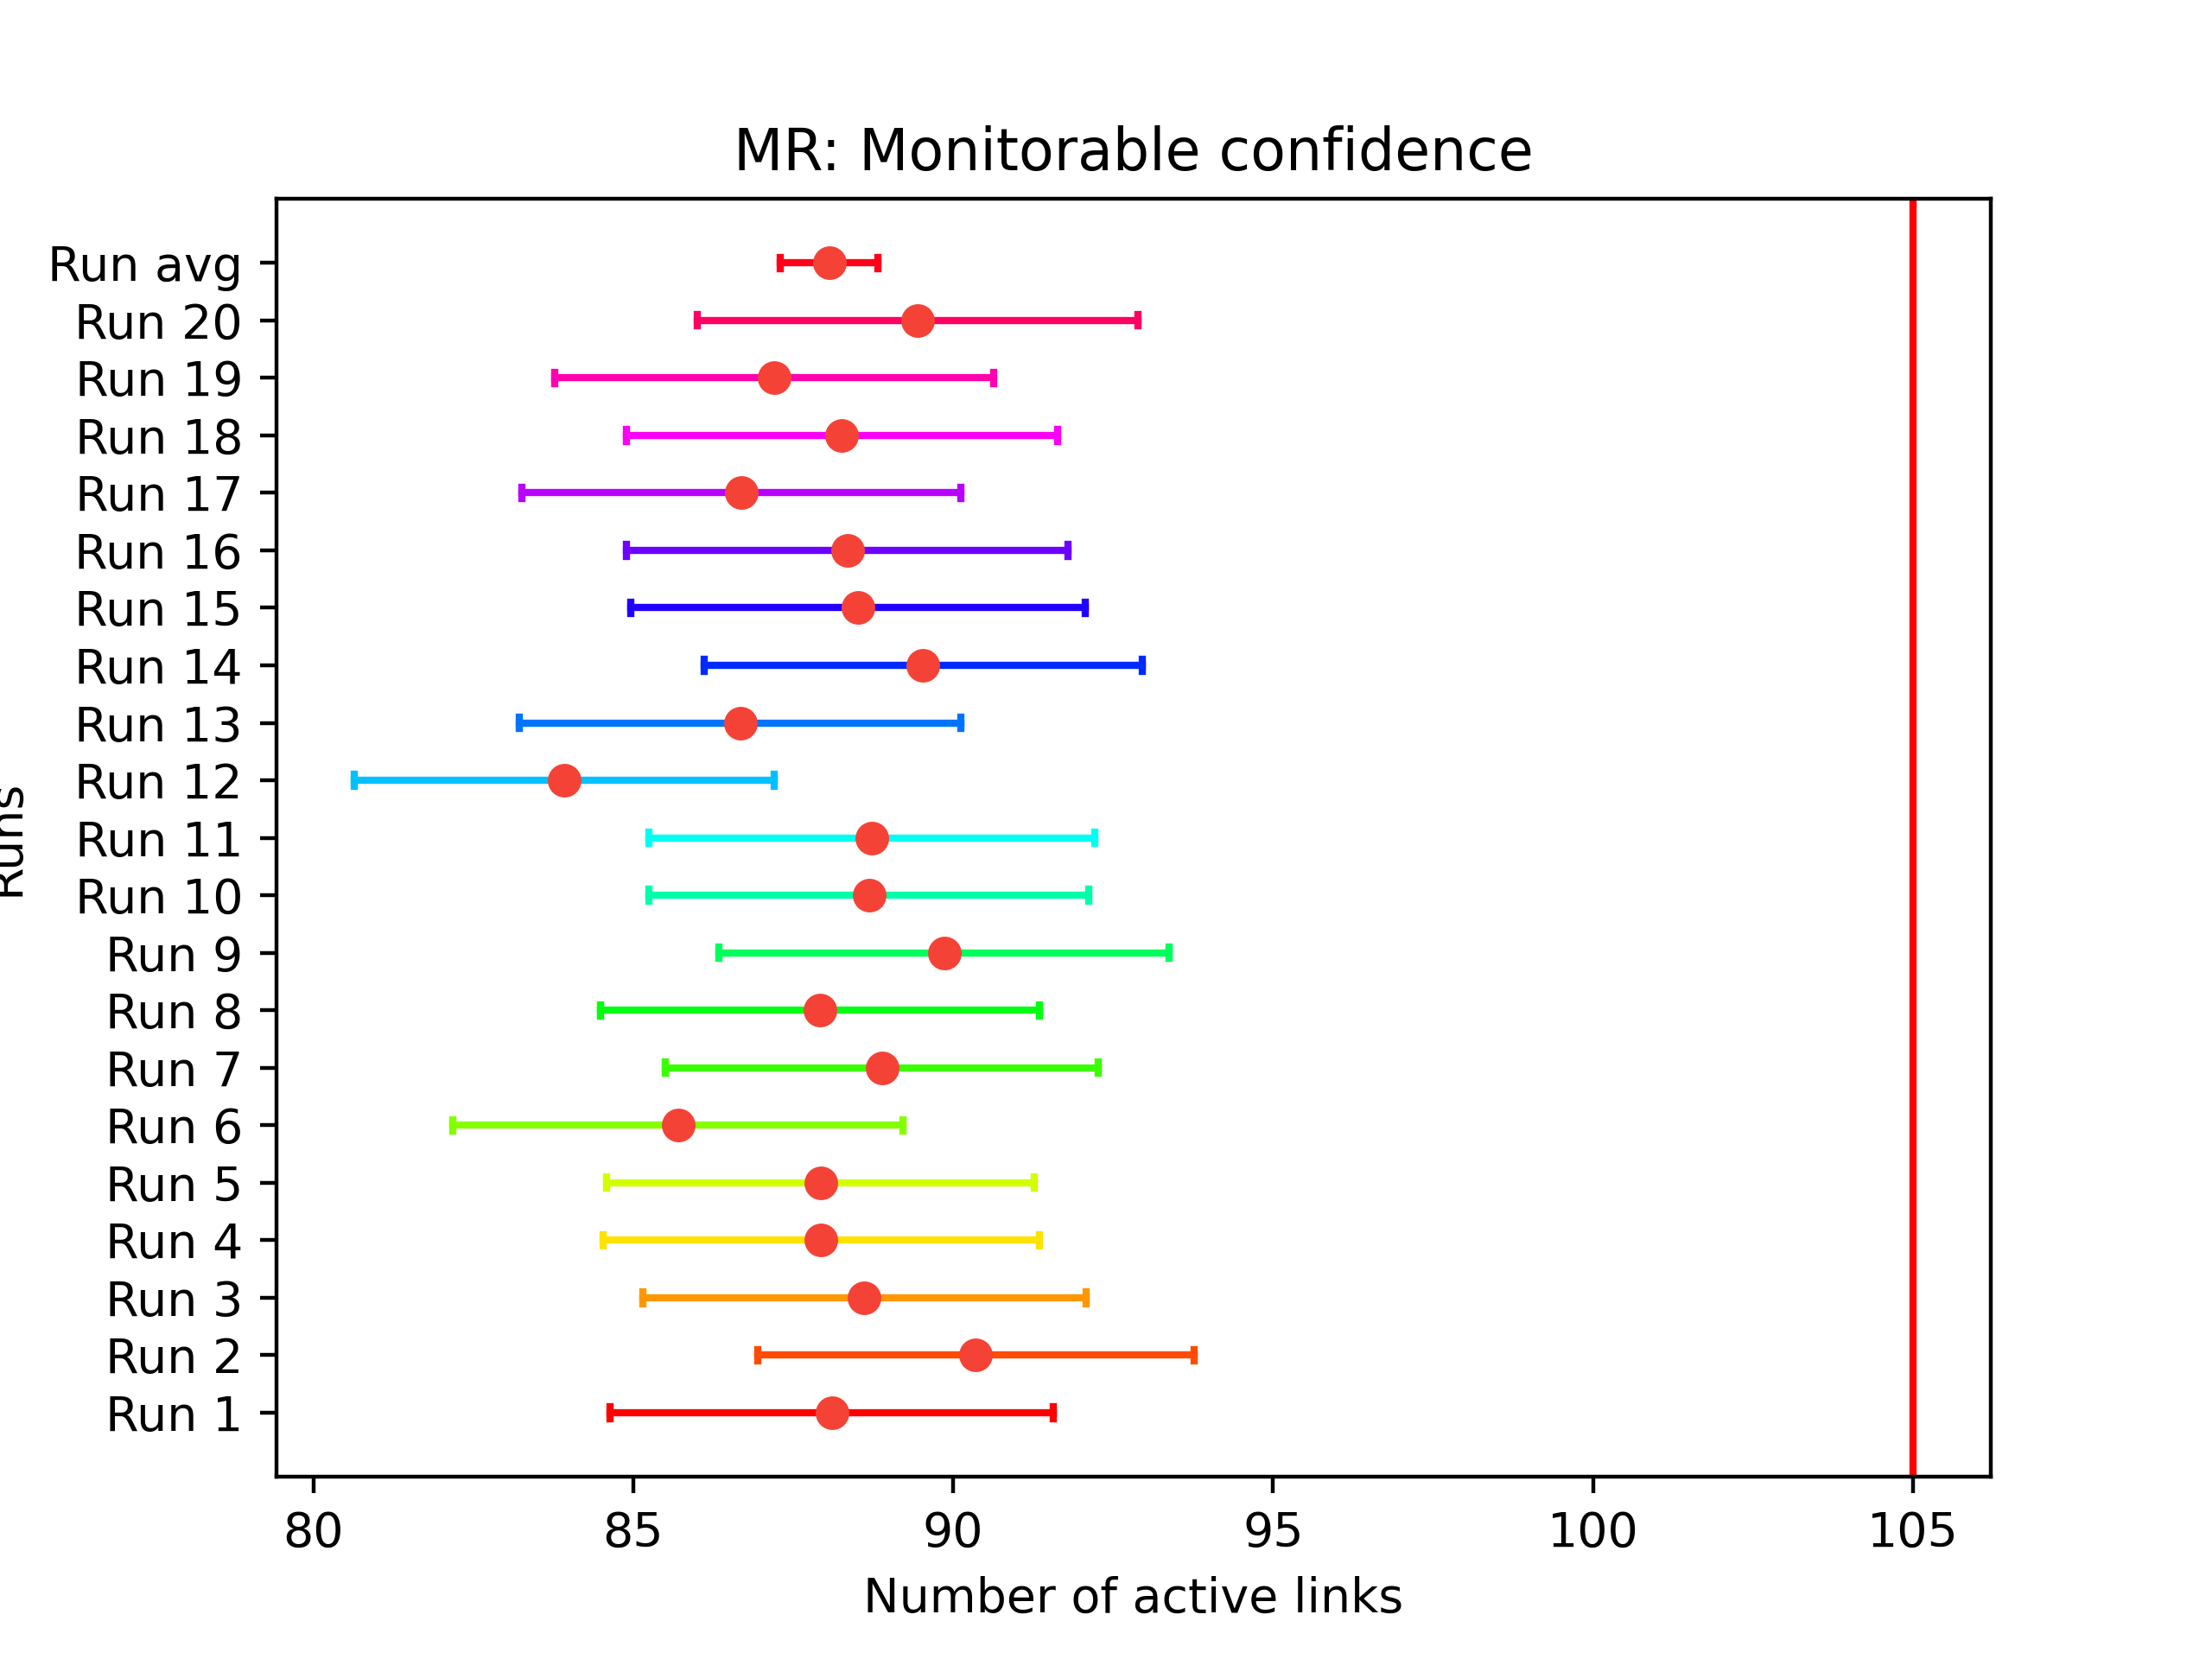 MR: Monitorable confidence
Run avg
Run 20
Run 19
Run 18
Run 17
Run 16
Run 15
Run 14
Run 13
Run 12
Run 11
Run 10
Run 9
Run 8
Run 7
Run 6
Run 5
Run 4
Run 3
Run 2
Run 1
Runs
80 85 90 95 100 105
Number of active links